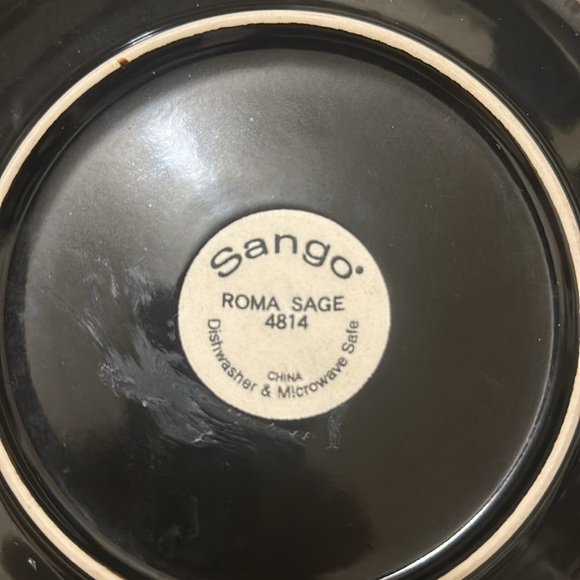 Sango
ROMA SAGE
4814
CHINA
Dishwasher & Microwave Safe